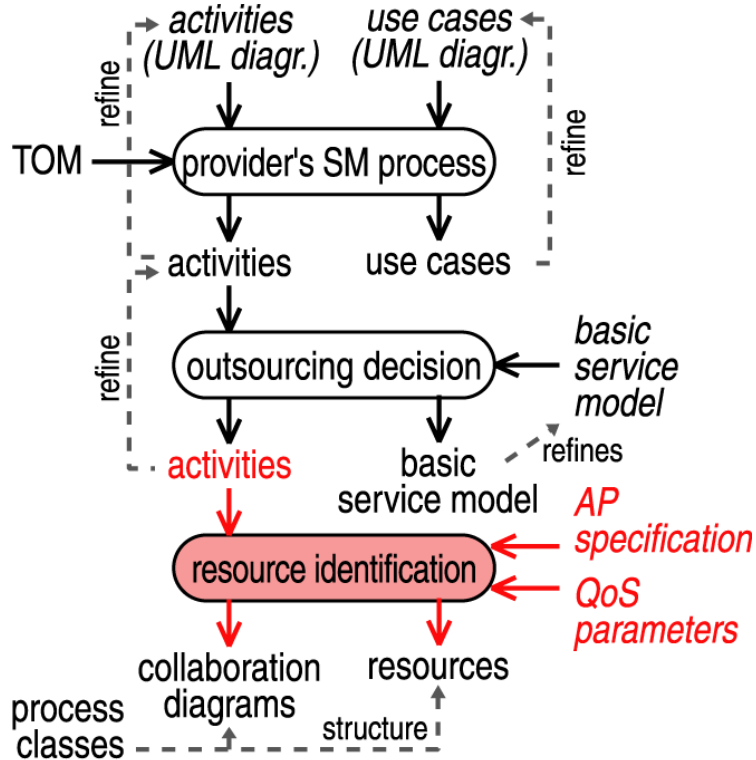 activities
(UML diagr.)
use cases
(UML diagr.)
refine
refine
TOM
provider's SM process
activities
use cases
refine
outsourcing decision
basic
service
model
activities
basic
service model
refines
AP
specification
resource identification
QoS
parameters
collaboration
diagrams
resources
process
classes
structure